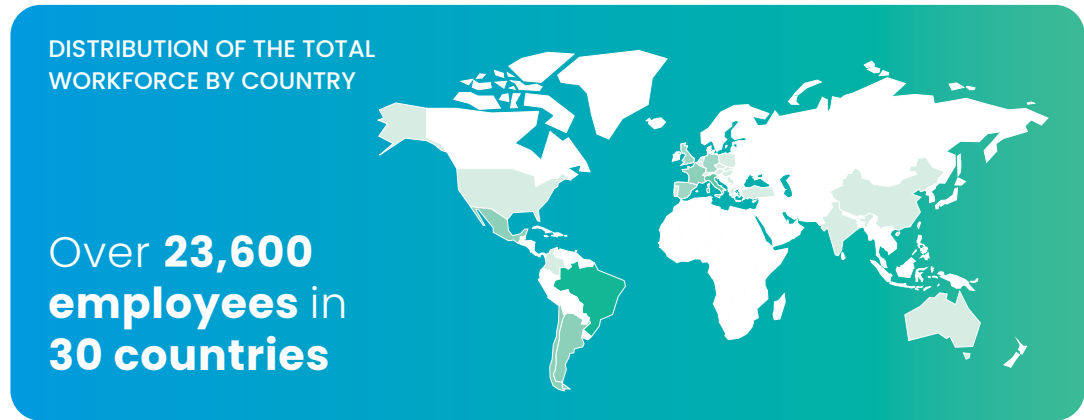 DISTRIBUTION OF THE TOTAL
WORKFORCE BY COUNTRY
Over 23,600
employees in
30 countries